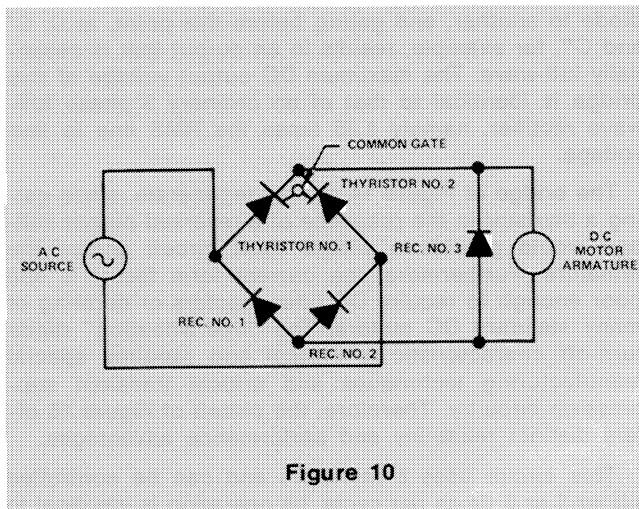 COMMON GATE
THYRISTOR NO. 2
A C
SOURCE
THYRISTOR NO. 1
REC. NO. 3
D C
MOTOR
ARMATURE
REC. NO. 1
REC. NO. 2
Figure 10